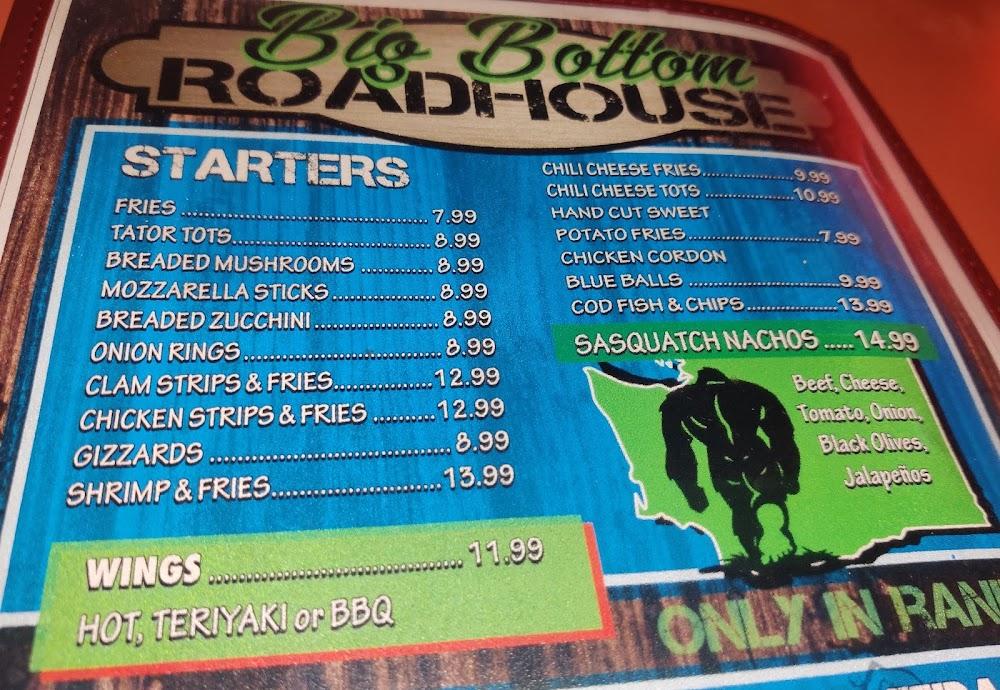 Big Bottom
ROADHOUSE
STARTERS
FRIES ........................................ 7.99
TATOR TOTS................................ 8.99
BREADED MUSHROOMS ............ 8.99
MOZZARELLA STICKS................. 8.99
BREADED ZUCCHINI.................... 8.99
ONION RINGS............................... 8.99
CLAM STRIPS & FRIES................12.99
CHICKEN STRIPS & FRIES ..........12.99
GIZZARDS .................................... 8.99
SHRIMP & FRIES.........................13.99
WINGS .................................... 11.99
HOT, TERIYAKI or BBQ
CHILI CHEESE FRIES...................9.99
CHILI CHEESE TOTS ..................10.99
HAND CUT SWEET
POTATO FRIES...........................7.99
CHICKEN CORDON
BLUE BALLS ..............................9.99
COD FISH & CHIPS..................13.99
SASQUATCH NACHOS .....14.99
Beef, Cheese,
Tomato, Onion,
Black Olives,
Jalapeños
ONLY IN